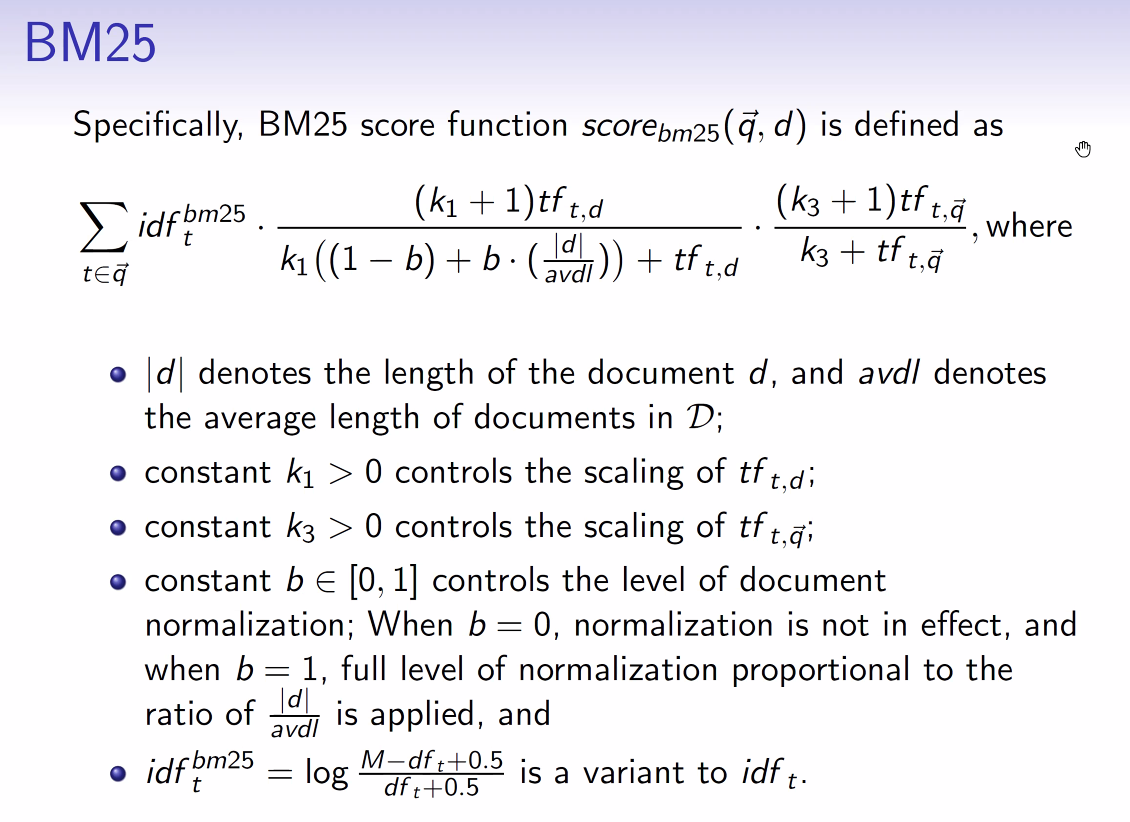 BM25
Specifically, BM25 score function score_{bm25}(\vec{q}, d) is defined as
\sum_{t \in \vec{q}} idf_t^{bm25} \cdot \frac{(k_1 + 1)tf_{t,d}}{k_1((1 - b) + b \cdot (\frac{|d|}{avdl})) + tf_{t,d}} \cdot \frac{(k_3 + 1)tf_{t,\vec{q}}}{k_3 + tf_{t,\vec{q}}}, where
• |d| denotes the length of the document d, and avdl denotes
the average length of documents in \mathcal{D};
• constant k_1 > 0 controls the scaling of tf_{t,d};
• constant k_3 > 0 controls the scaling of tf_{t,\vec{q}};
• constant b ∈ [0, 1] controls the level of document
normalization; When b = 0, normalization is not in effect, and
when b = 1, full level of normalization proportional to the
ratio of \frac{|d|}{avdl} is applied, and
• idf_t^{bm25} = log \frac{M-df_t+0.5}{df_t+0.5} is a variant to idf_t.